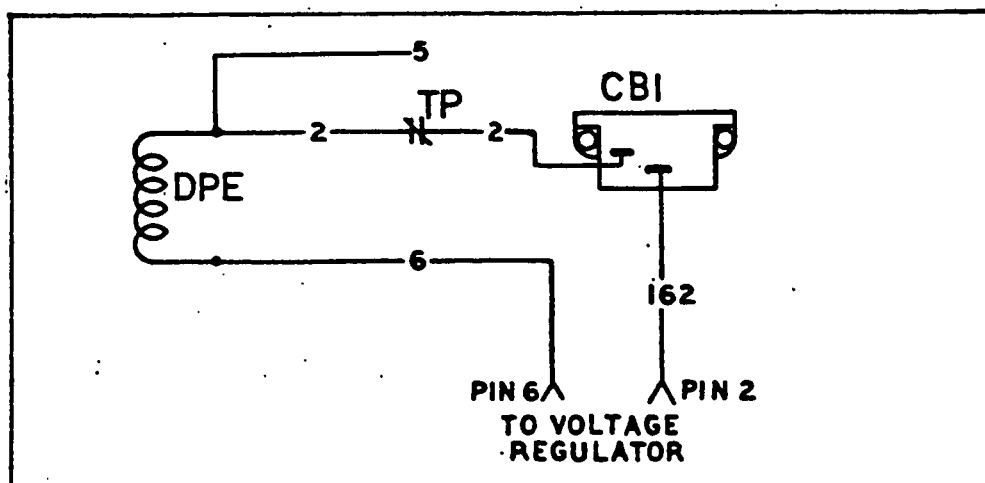 5
CB1
TP
2
2
DPE
6
162
PIN 6
PIN 2
TO VOLTAGE
REGULATOR